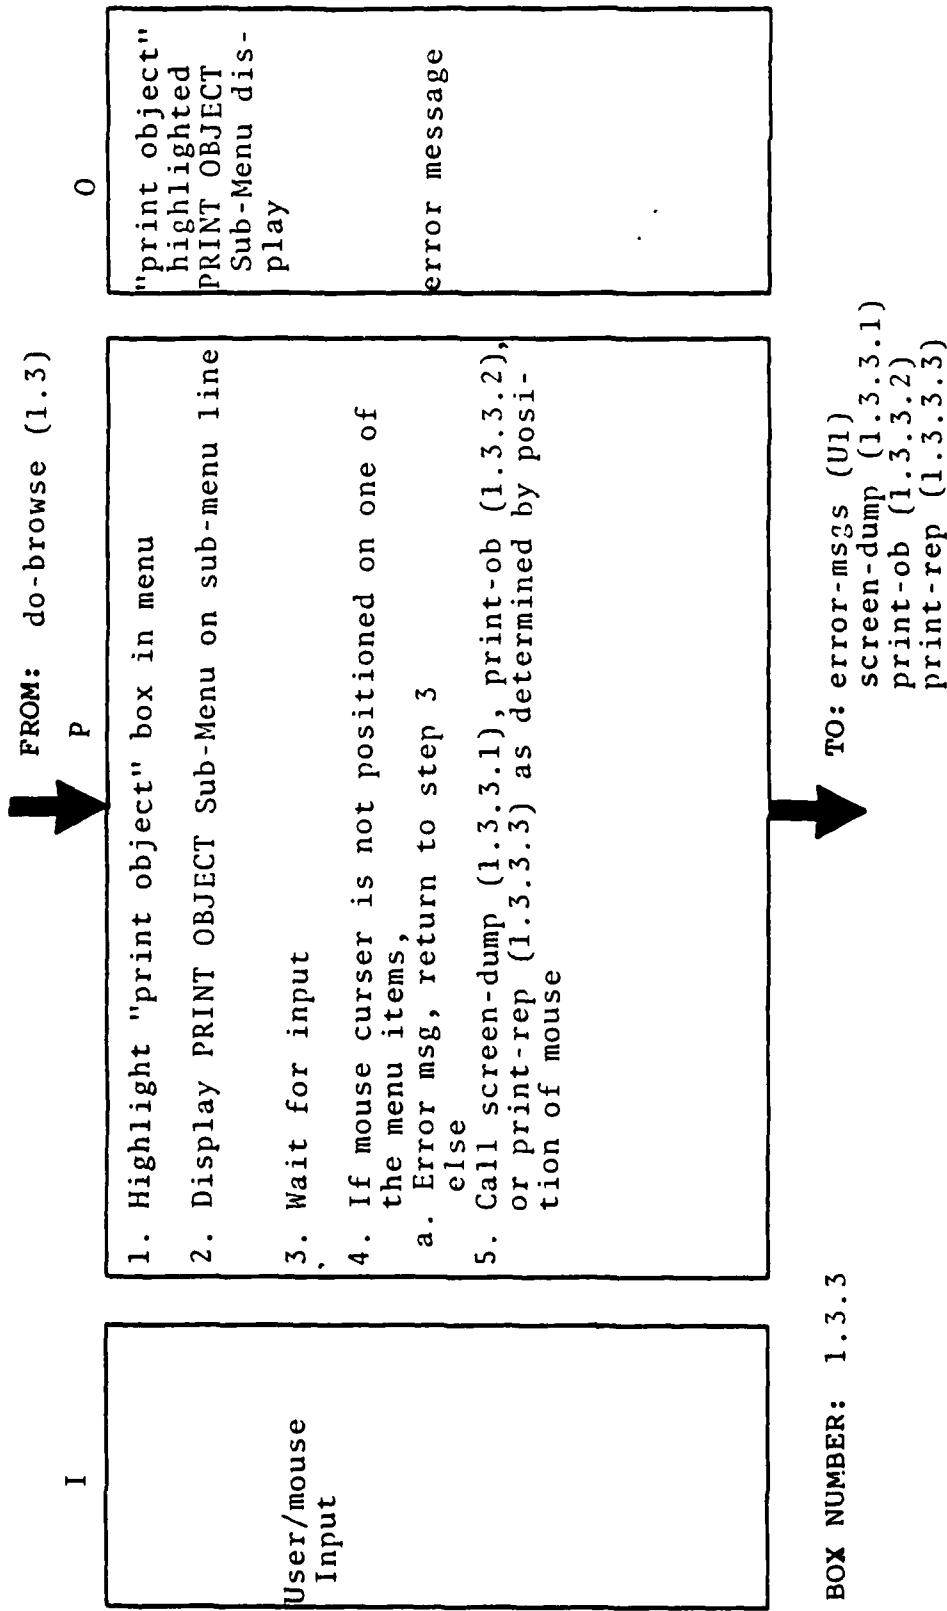 FROM: do-browse (1.3)
I
P
O
User/mouse
Input
1. Highlight "print object" box in menu
2. Display PRINT OBJECT Sub-Menu on sub-menu line
3. Wait for input
4. If mouse curser is not positioned on one of
the menu items,
a. Error msg, return to step 3
else
5. Call screen-dump (1.3.3.1), print-ob (1.3.3.2),
or print-rep (1.3.3.3) as determined by posi-
tion of mouse
"print object"
highlighted
PRINT OBJECT
Sub-Menu dis-
play
error message
BOX NUMBER: 1.3.3
TO: error-msgs (U1)
screen-dump (1.3.3.1)
print-ob (1.3.3.2)
print-rep (1.3.3.3)